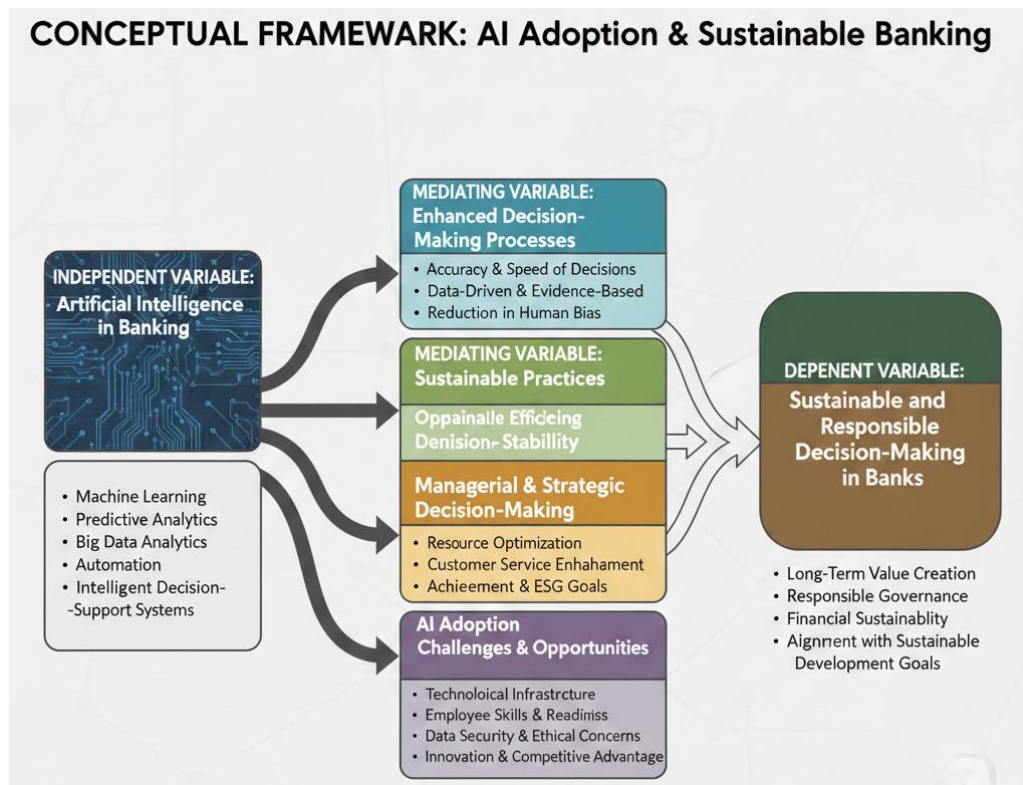 CONCEPTUAL FRAMEWARK: AI Adoption & Sustainable Banking
INDEPENDENT VARIABLE:
Artificial Intelligence
in Banking
• Machine Learning
• Predictive Analytics
• Big Data Analytics
• Automation
• Intelligent Decision-
-Support Systems
MEDIATING VARIABLE:
Enhanced Decision-
Making Processes
• Accuracy & Speed of Decisions
• Data-Driven & Evidence-Based
• Reduction in Human Bias
MEDIATING VARIABLE:
Sustainable Practices
Oppainalle Efficieing
Denision-Stability
Managerial & Strategic
Decision-Making
• Resource Optimization
• Customer Service Enhahament
• Achieement & ESG Goals
AI Adoption
Challenges & Opportunities
• Technoloical Infrastrcture
• Employee Skills & Readimss
• Data Security & Ethical Concerns
• Innovation & Competitive Advantage
DEPENENT VARIABLE:
Sustainable and
Responsible
Decision-Making
in Banks
• Long-Term Value Creation
• Responsible Governance
• Financial Sustainablity
• Aignment with Sustainable
Development Goals